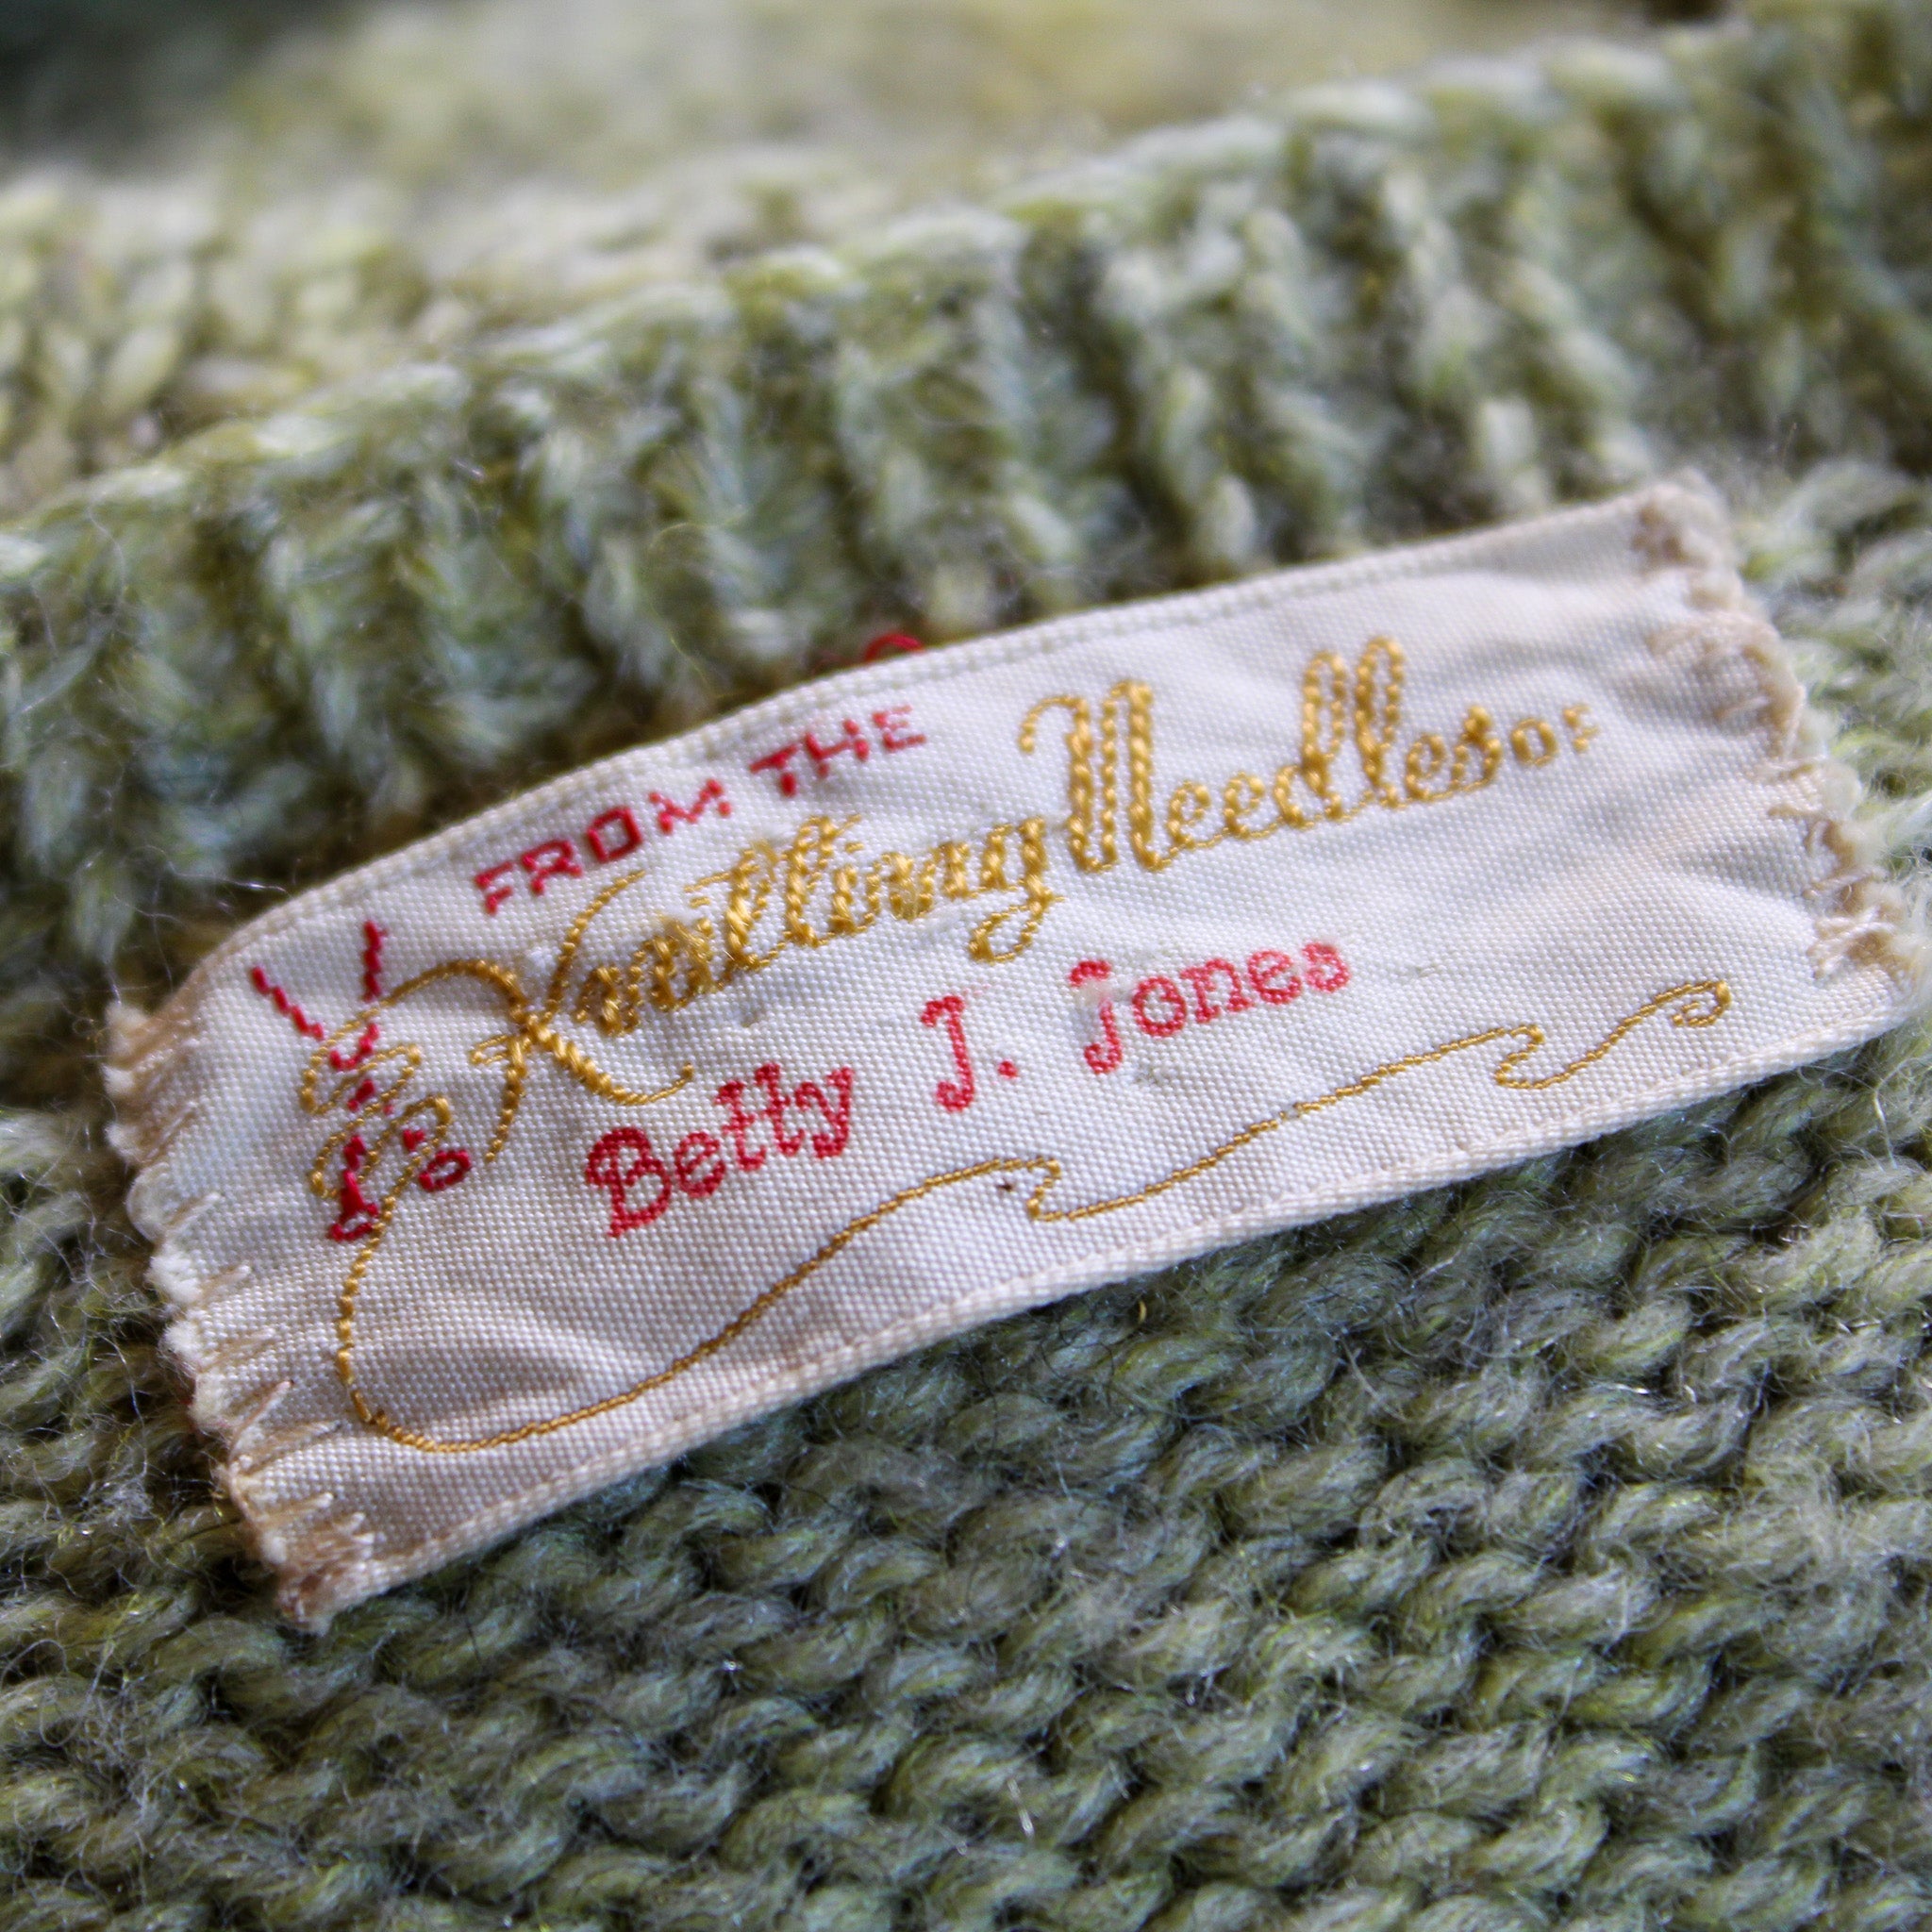 FROM THE
Knitting Needles OF
Betty J. Jones